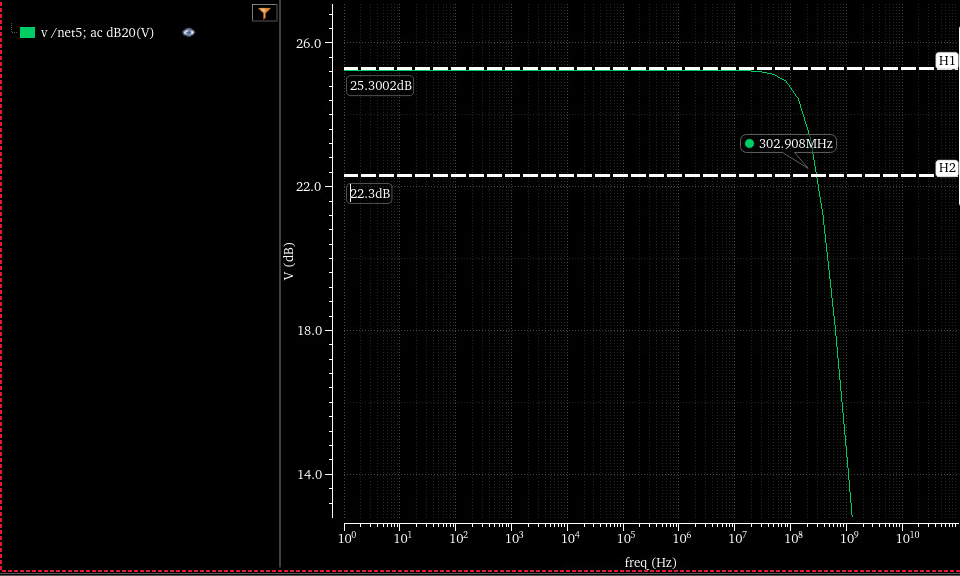 v /net5; ac dB20(V)
26.0
22.0
18.0
14.0
V (dB)
H1
25.3002dB
302.908MHz
H2
22.3dB
10^0 10^1 10^2 10^3 10^4 10^5 10^6 10^7 10^8 10^9 10^10
freq (Hz)